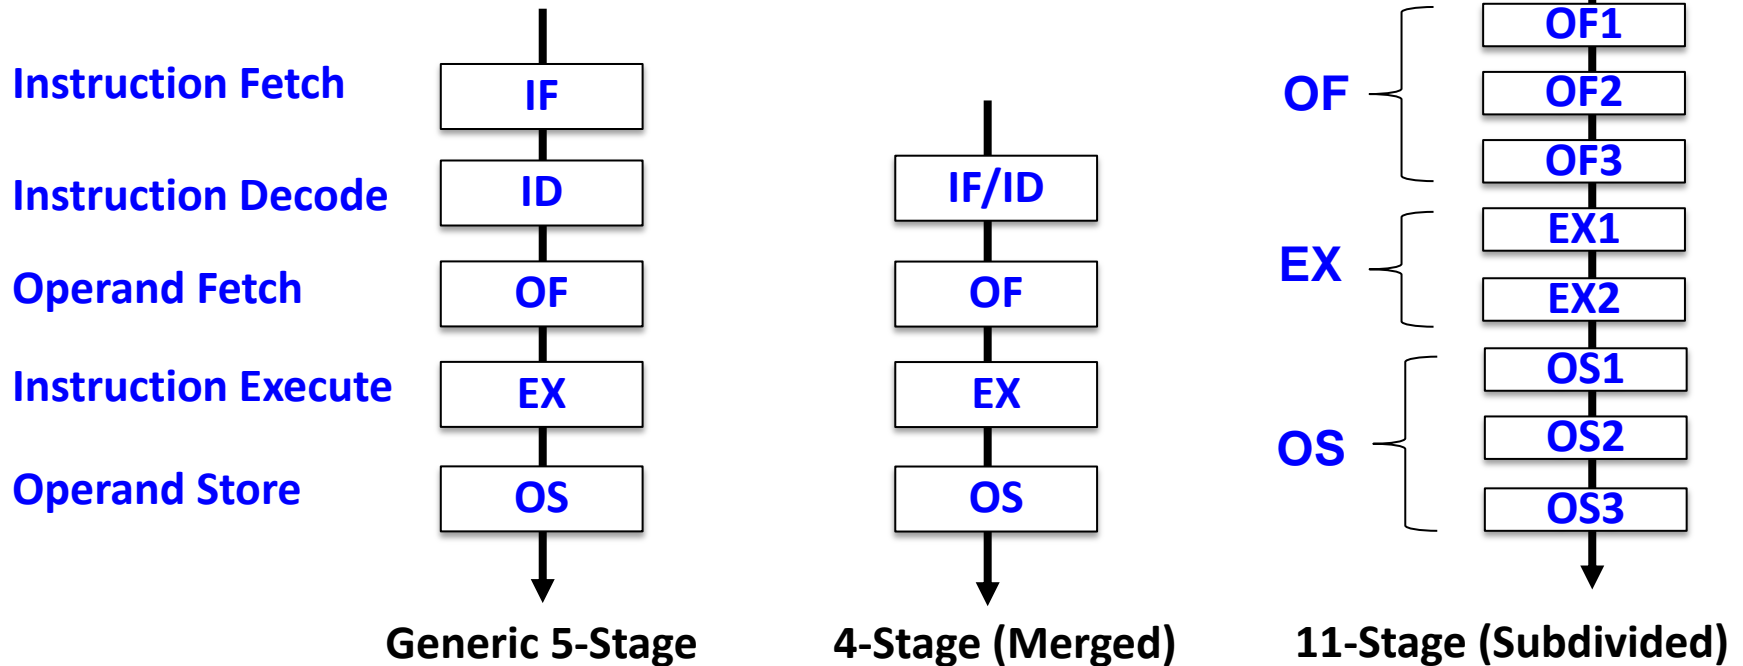 Instruction Fetch
Instruction Decode
Operand Fetch
Instruction Execute
Operand Store
IF
ID
OF
EX
OS
Generic 5-Stage
IF/ID
OF
EX
OS
4-Stage (Merged)
OF
EX
OS
OF1
OF2
OF3
EX1
EX2
OS1
OS2
OS3
11-Stage (Subdivided)